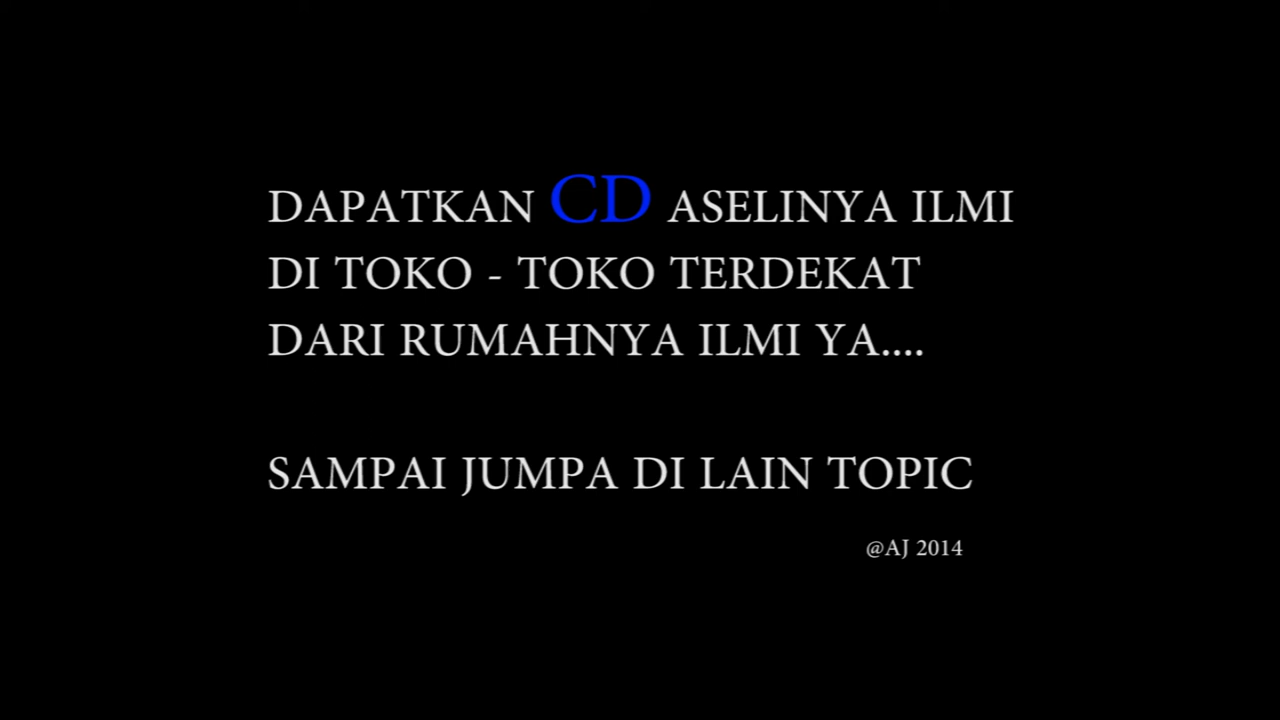 DAPATKAN CD ASELINYA ILMI
DI TOKO - TOKO TERDEKAT
DARI RUMAHNYA ILMI YA....
SAMPAI JUMPA DI LAIN TOPIC
@AJ 2014